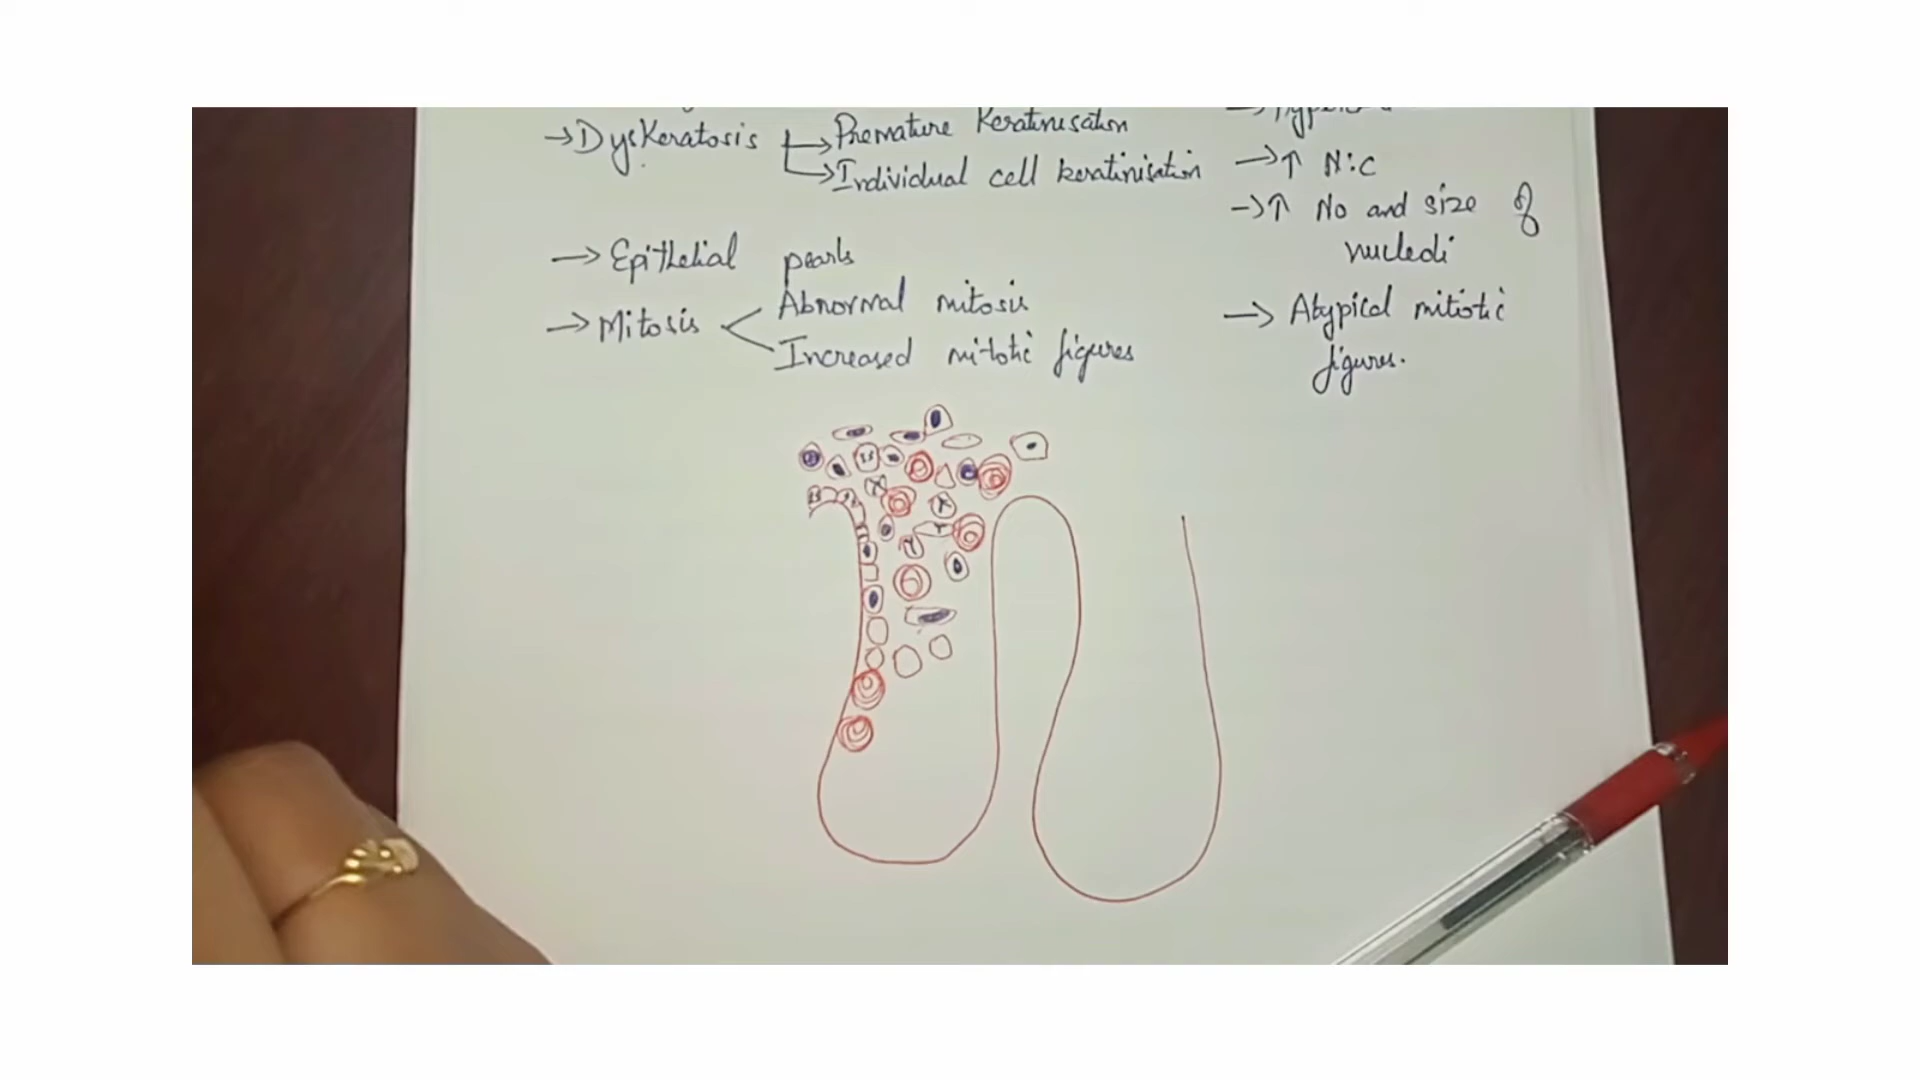 → Dyskeratosis → Premature Keratinisation
→ Individual cell keratinisation
→ Epithelial pearls
→ Mitosis < Abnormal mitosis
Increased mitotic figures
→ ↑ N:C
→ ↑ No and size of
nucleoli
→ Atypical mitotic
figures.